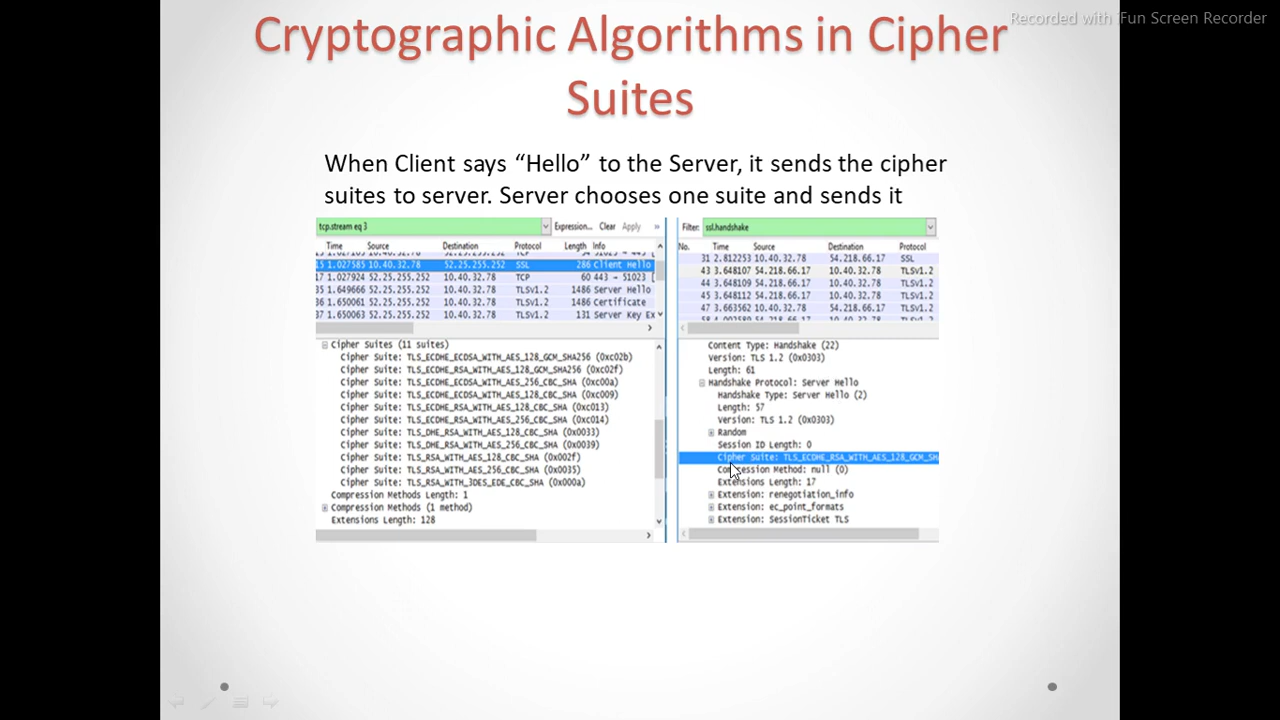 Recorded with iFun Screen Recorder
Cryptographic Algorithms in Cipher
Suites
When Client says “Hello” to the Server, it sends the cipher
suites to server. Server chooses one suite and sends it
tcp.stream eq 3 Expression... Clear Apply »
Time Source Destination Protocol Length Info
15 1.027585 10.40.32.78 52.25.255.252 SSL 286 Client Hello
17 1.027924 52.25.255.252 10.40.32.78 TCP 60 443 → 51023 [
35 1.649666 52.25.255.252 10.40.32.78 TLSv1.2 1486 Server Hello
36 1.650061 52.25.255.252 10.40.32.78 TLSv1.2 1486 Certificate
37 1.650063 52.25.255.252 10.40.32.78 TLSv1.2 131 Server Key Ex
Cipher Suites (11 suites)
Cipher Suite: TLS_ECDHE_ECDSA_WITH_AES_128_GCM_SHA256 (0xc02b)
Cipher Suite: TLS_ECDHE_RSA_WITH_AES_128_GCM_SHA256 (0xc02f)
Cipher Suite: TLS_ECDHE_ECDSA_WITH_AES_256_CBC_SHA (0xc00a)
Cipher Suite: TLS_ECDHE_ECDSA_WITH_AES_128_CBC_SHA (0xc009)
Cipher Suite: TLS_ECDHE_RSA_WITH_AES_128_CBC_SHA (0xc013)
Cipher Suite: TLS_ECDHE_RSA_WITH_AES_256_CBC_SHA (0xc014)
Cipher Suite: TLS_DHE_RSA_WITH_AES_128_CBC_SHA (0x0033)
Cipher Suite: TLS_DHE_RSA_WITH_AES_256_CBC_SHA (0x0039)
Cipher Suite: TLS_RSA_WITH_AES_128_CBC_SHA (0x002f)
Cipher Suite: TLS_RSA_WITH_AES_256_CBC_SHA (0x0035)
Cipher Suite: TLS_RSA_WITH_3DES_EDE_CBC_SHA (0x000a)
Compression Methods Length: 1
Compression Methods (1 method)
Extensions Length: 128
Filter: ssl.handshake
No. Time Source Destination Protocol
31 2.812253 10.40.32.78 54.218.66.17 SSL
43 3.648107 54.218.66.17 10.40.32.78 TLSv1.2
44 3.648109 54.218.66.17 10.40.32.78 TLSv1.2
45 3.648112 54.218.66.17 10.40.32.78 TLSv1.2
47 3.663562 10.40.32.78 54.218.66.17 TLSv1.2
Content Type: Handshake (22)
Version: TLS 1.2 (0x0303)
Length: 61
Handshake Protocol: Server Hello
Handshake Type: Server Hello (2)
Length: 57
Version: TLS 1.2 (0x0303)
Random
Session ID Length: 0
Cipher Suite: TLS_ECDHE_RSA_WITH_AES_128_GCM_SHA
Compression Method: null (0)
Extensions Length: 17
Extension: renegotiation_info
Extension: ec_point_formats
Extension: SessionTicket TLS